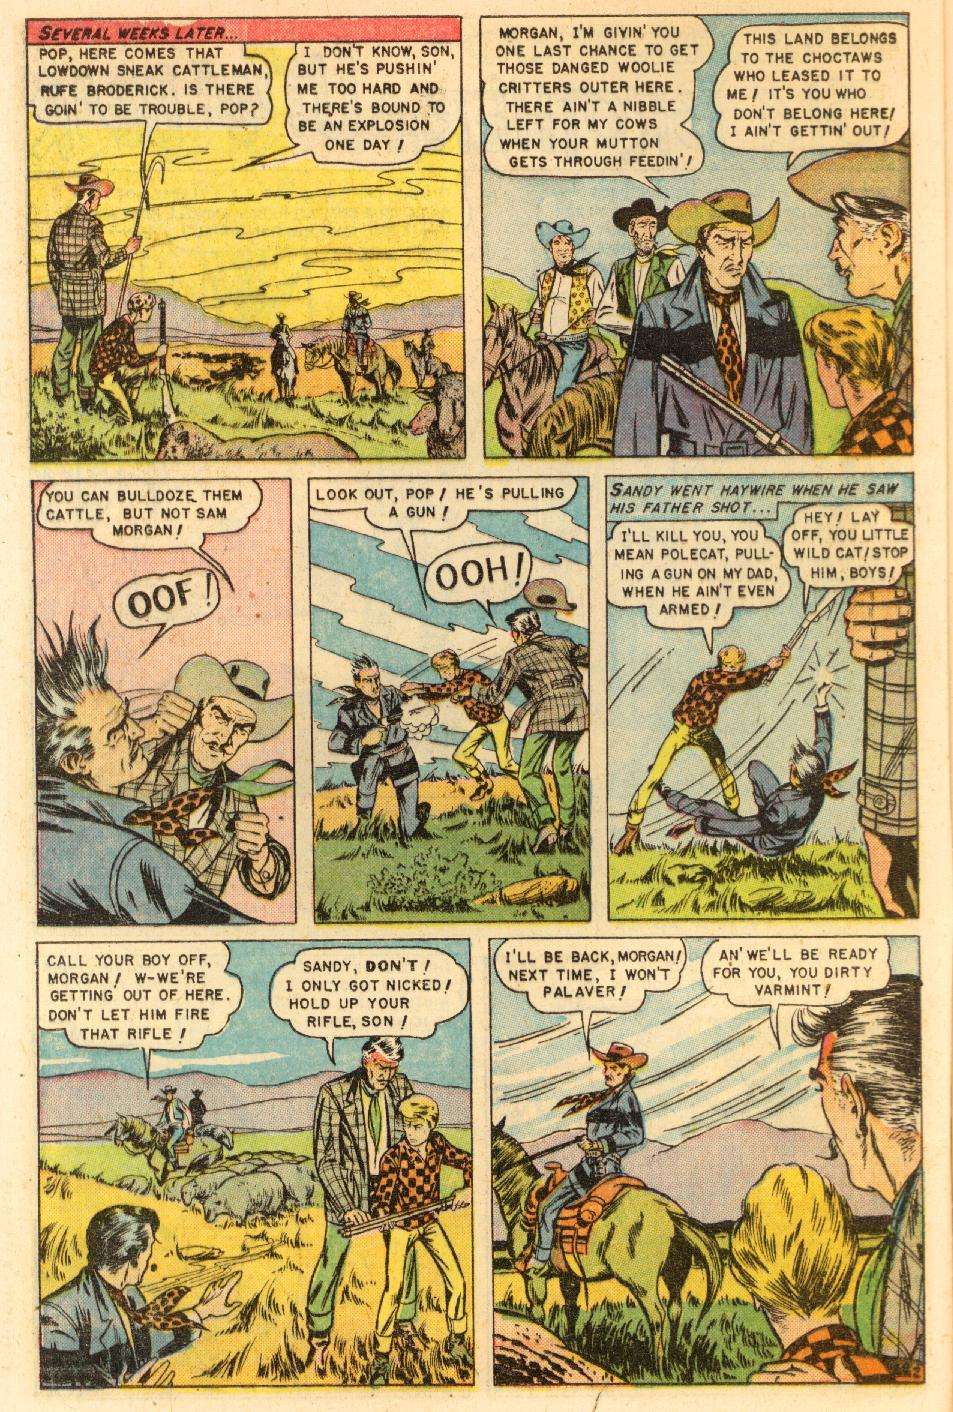 SEVERAL WEEKS LATER...
POP, HERE COMES THAT
LOWDOWN SNEAK CATTLEMAN,
RUFE BRODERICK. IS THERE
GOIN' TO BE TROUBLE, POP?
I DON'T KNOW, SON,
BUT HE'S PUSHIN'
ME TOO HARD AND
THERE'S BOUND TO
BE AN EXPLOSION
ONE DAY!
MORGAN, I'M GIVIN' YOU
ONE LAST CHANCE TO GET
THOSE DANGED WOOLIE
CRITTERS OUTER HERE.
THERE AIN'T A NIBBLE
LEFT FOR MY COWS
WHEN YOUR MUTTON
GETS THROUGH FEEDIN'!
THIS LAND BELONGS
TO THE CHOCTAWS
WHO LEASED IT TO
ME! IT'S YOU WHO
DON'T BELONG HERE!
I AIN'T GETTIN' OUT!
YOU CAN BULLDOZE THEM
CATTLE, BUT NOT SAM
MORGAN!
OOF!
LOOK OUT, POP! HE'S PULLING
A GUN!
OOH!
SANDY WENT HAYWIRE WHEN HE SAW
HIS FATHER SHOT...
I'LL KILL YOU, YOU
MEAN POLECAT, PULL-
ING A GUN ON MY DAD,
WHEN HE AIN'T EVEN
ARMED!
HEY! LAY
OFF, YOU LITTLE
WILD CAT! STOP
HIM, BOYS!
CALL YOUR BOY OFF,
MORGAN! W-WE'RE
GETTING OUT OF HERE.
DON'T LET HIM FIRE
THAT RIFLE!
SANDY, DON'T!
I ONLY GOT NICKED!
HOLD UP YOUR
RIFLE, SON!
I'LL BE BACK, MORGAN!
NEXT TIME, I WON'T
PALAVER!
AN' WE'LL BE READY
FOR YOU, YOU DIRTY
VARMINT!